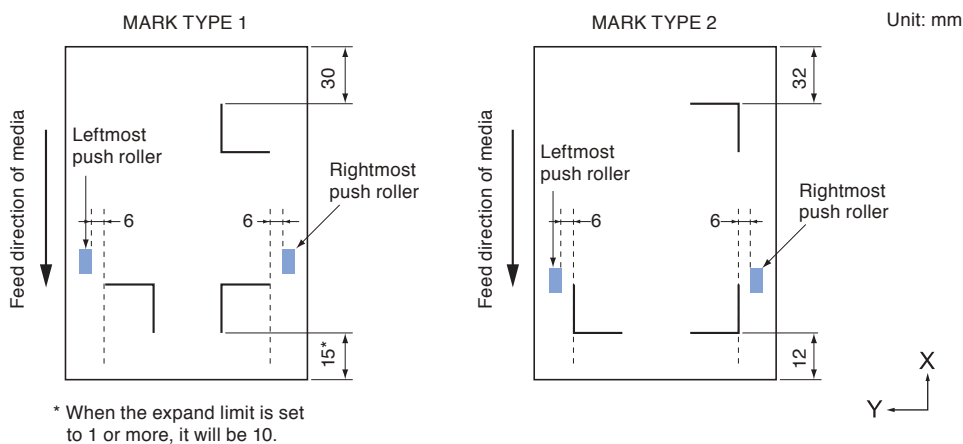 MARK TYPE 1
MARK TYPE 2
Unit: mm
30
Feed direction of media
Leftmost
push roller
Rightmost
push roller
6
6
15*
* When the expand limit is set
to 1 or more, it will be 10.
32
Feed direction of media
Leftmost
push roller
Rightmost
push roller
6
6
12
X
Y